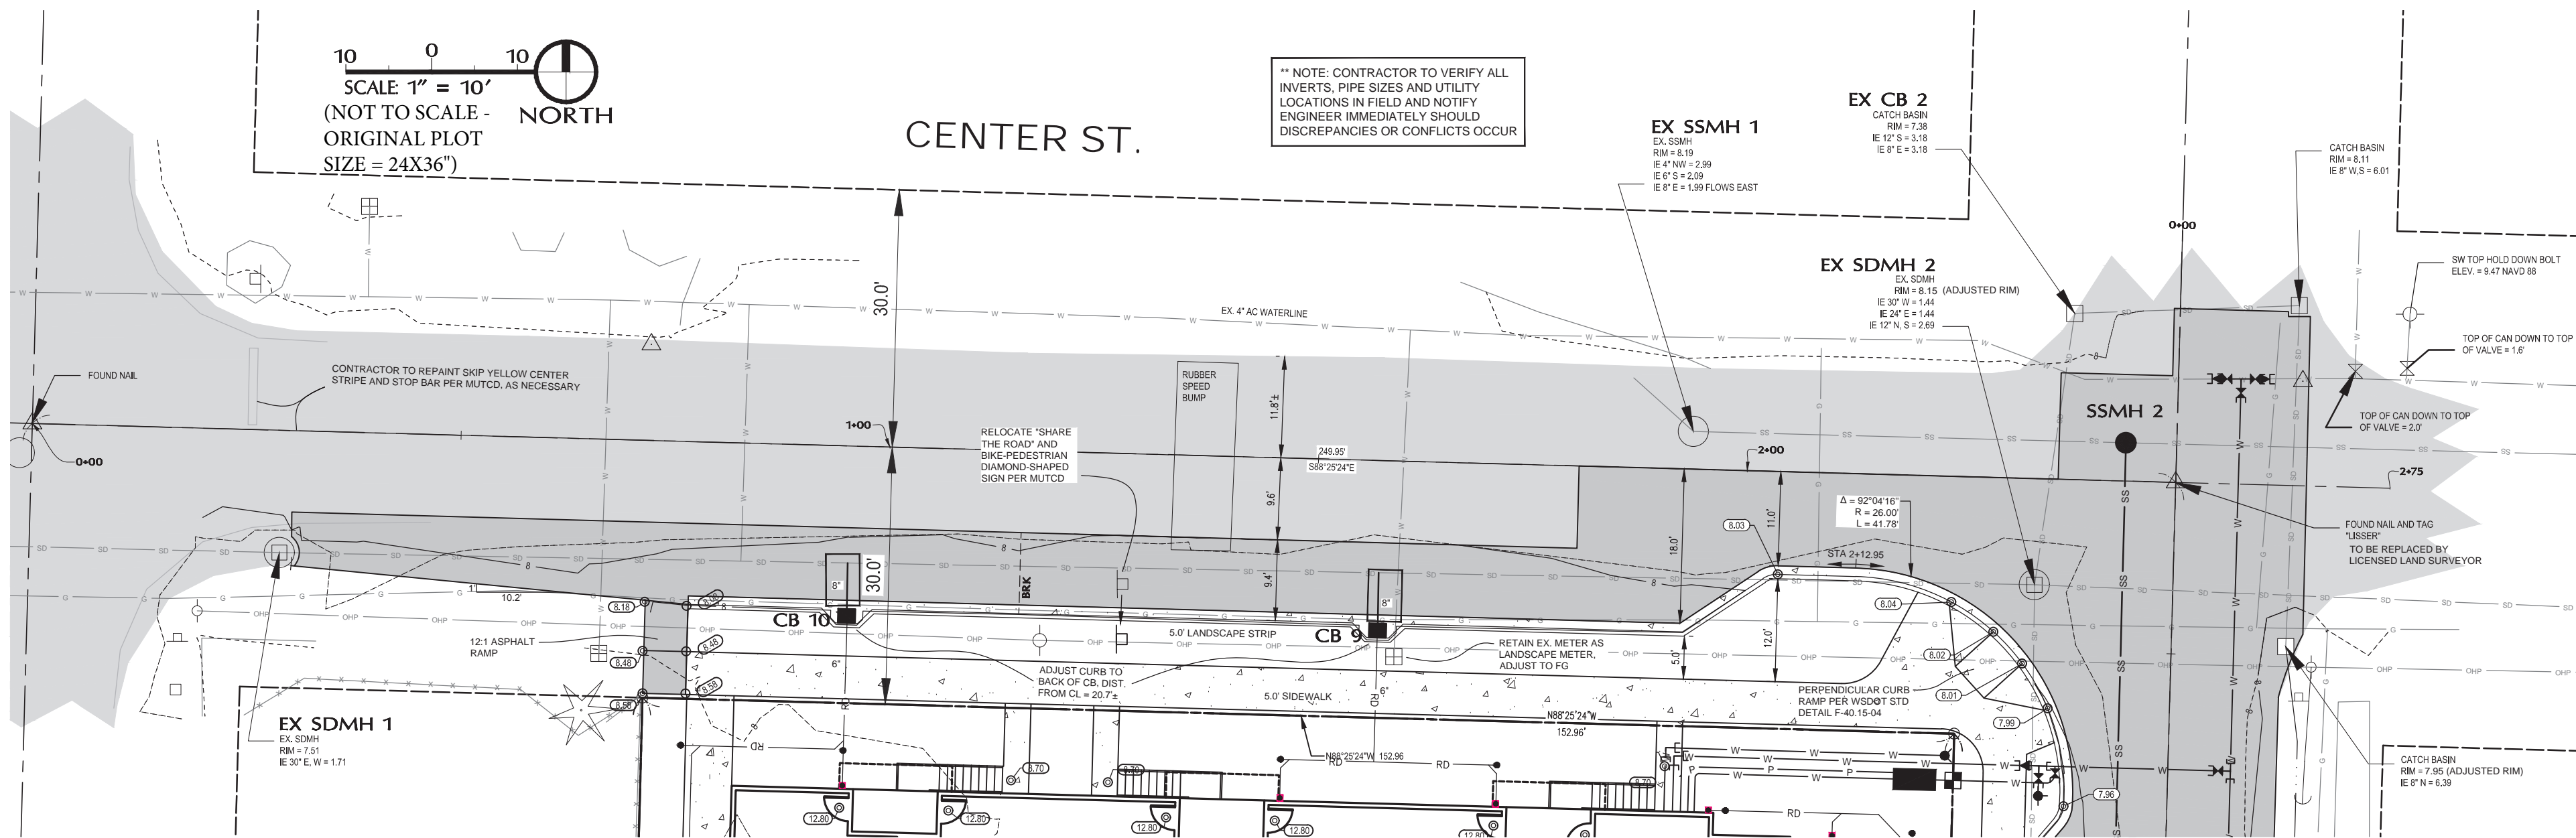 10 0 10
SCALE: 1" = 10'
(NOT TO SCALE -
ORIGINAL PLOT
SIZE = 24X36")
NORTH
CENTER ST.
** NOTE: CONTRACTOR TO VERIFY ALL
INVERTS, PIPE SIZES AND UTILITY
LOCATIONS IN FIELD AND NOTIFY
ENGINEER IMMEDIATELY SHOULD
DISCREPANCIES OR CONFLICTS OCCUR
EX SSMH 1
EX. SSMH
RIM = 8.19
IE 4" NW = 2.99
IE 6" S = 2.09
IE 8" E = 1.99 FLOWS EAST
EX CB 2
CATCH BASIN
RIM = 7.38
IE 12" S = 3.18
IE 8" E = 3.18
CATCH BASIN
RIM = 8.11
IE 8" W,S = 6.01
0+00
SW TOP HOLD DOWN BOLT
ELEV. = 9.47 NAVD 88
EX SDMH 2
EX. SDMH
RIM = 8.15 (ADJUSTED RIM)
IE 30" W = 1.44
IE 24" E = 1.44
IE 12" N, S = 2.69
TOP OF CAN DOWN TO TOP
OF VALVE = 1.6'
30.0'
EX. 4" AC WATERLINE
FOUND NAIL
CONTRACTOR TO REPAINT SKIP YELLOW CENTER
STRIPE AND STOP BAR PER MUTCD, AS NECESSARY
RUBBER
SPEED
BUMP
11.8'±
SSMH 2
TOP OF CAN DOWN TO TOP
OF VALVE = 2.0'
1+00
0+00
RELOCATE "SHARE
THE ROAD" AND
BIKE-PEDESTRIAN
DIAMOND-SHAPED
SIGN PER MUTCD
249.95'
S88°25'24"E
2+00
2+75
9.6'
18.0'
11.0'
8.03
Δ = 92°04'16"
R = 26.00'
L = 41.78'
STA 2+12.95
FOUND NAIL AND TAG
"LISSER"
TO BE REPLACED BY
LICENSED LAND SURVEYOR
1'
10.2'
8"
30.0'
BRK
9.4'
8"
8.18
8.08
CB 10
CB 9
8.04
12:1 ASPHALT
RAMP
8.48
8.48
5.0' LANDSCAPE STRIP
RETAIN EX. METER AS
LANDSCAPE METER,
ADJUST TO FG
5.0'
12.0'
8.02
6"
ADJUST CURB TO
BACK OF CB, DIST.
FROM CL = 20.7'±
6"
5.0' SIDEWALK
PERPENDICULAR CURB
RAMP PER WSDOT STD
DETAIL F-40.15-04
8.01
8.58
8.58
7.99
N88°25'24"W
152.96'
EX SDMH 1
EX. SDMH
RIM = 7.51
IE 30" E, W = 1.71
N88°25'24"W 152.96
RD
RD
RD
8.70
8.70
8.70
CATCH BASIN
RIM = 7.95 (ADJUSTED RIM)
IE 8" N = 6.39
7.96
RD
12.80
12.80
12.80
12.80
12.80